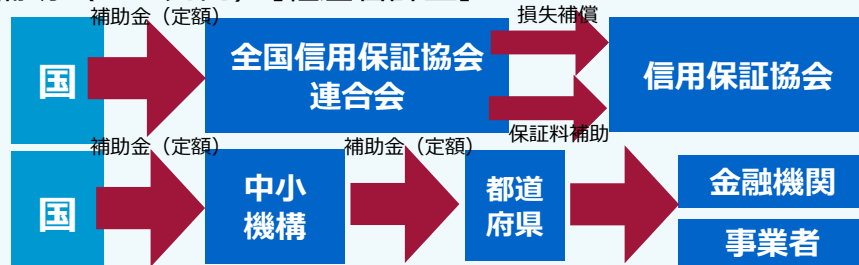 補助金（定額）
損失補償
国
全国信用保証協会
連合会
信用保証協会
保証料補助
補助金（定額）
補助金（定額）
国
中小
機構
都道
府県
金融機関
事業者